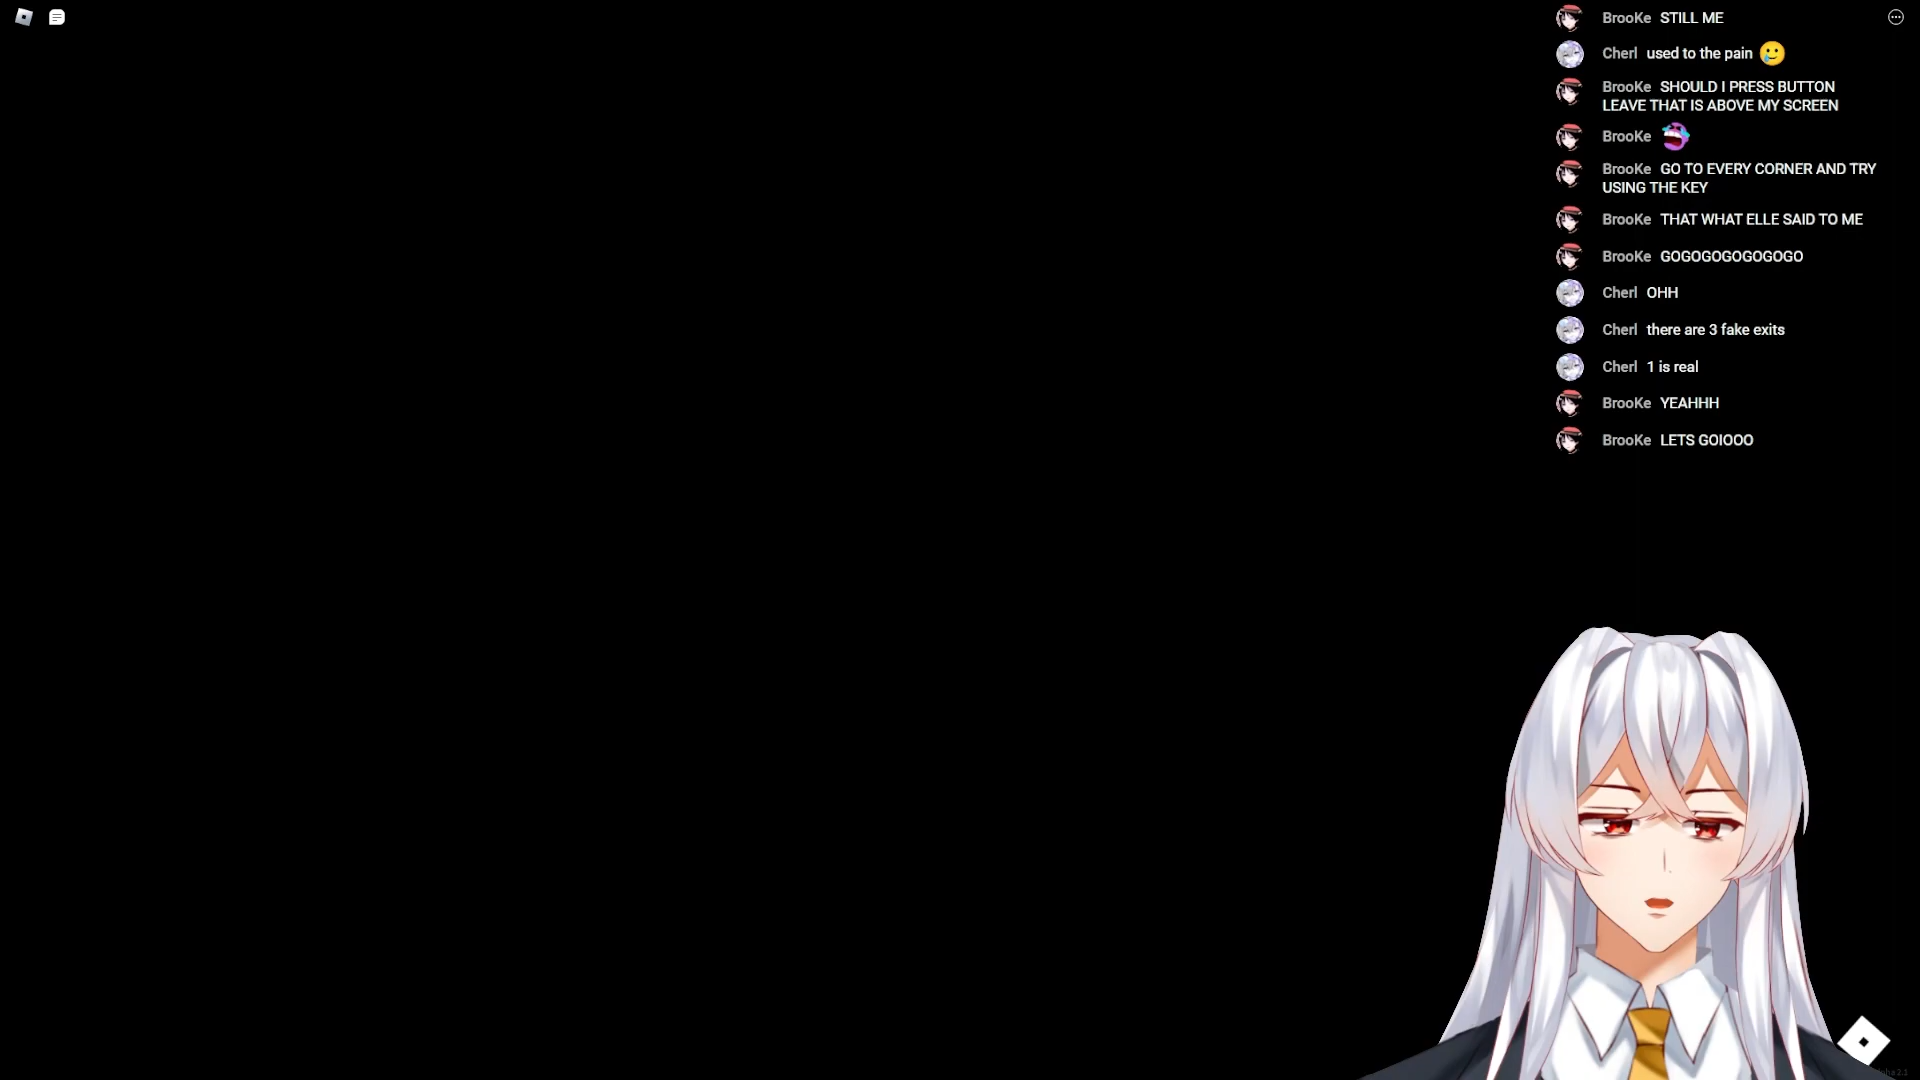 BrooKe STILL ME
Cherl used to the pain 🥲
BrooKe SHOULD I PRESS BUTTON
LEAVE THAT IS ABOVE MY SCREEN
BrooKe
BrooKe GO TO EVERY CORNER AND TRY
USING THE KEY
BrooKe THAT WHAT ELLE SAID TO ME
BrooKe GOGOGOGOGOGOGO
Cherl OHH
Cherl there are 3 fake exits
Cherl 1 is real
BrooKe YEAHHH
BrooKe LETS GOIOOO